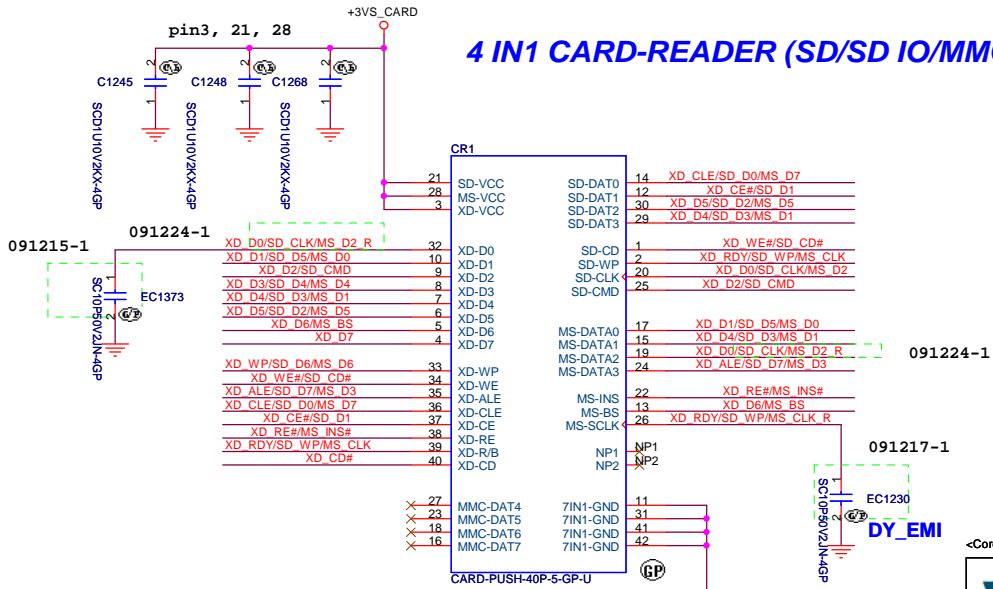 +3VS_CARD
pin3, 21, 28
4 IN1 CARD-READER (SD/SD IO/MM
2
2
2
C1245
C1248
C1268
1
1
1
SCD1U10V2KX-4GP
SCD1U10V2KX-4GP
SCD1U10V2KX-4GP
CR1
21 SD-VCC
28 MS-VCC
3 XD-VCC
SD-DAT0 14 XD_CLE/SD_D0/MS_D7
SD-DAT1 12 XD_CE#/SD_D1
SD-DAT2 30 XD_D5/SD_D2/MS_D5
SD-DAT3 29 XD_D4/SD_D3/MS_D1
091215-1
091224-1
XD_D0/SD_CLK/MS_D2_R 32 XD-D0
XD_D1/SD_D5/MS_D0 10 XD-D1
XD_D2/SD_CMD 9 XD-D2
XD_D3/SD_D4/MS_D4 8 XD-D3
XD_D4/SD_D3/MS_D1 7 XD-D4
XD_D5/SD_D2/MS_D5 6 XD-D5
XD_D6/MS_BS 5 XD-D6
XD_D7 4 XD-D7
SD-CD 1 XD_WE#/SD_CD#
SD-WP 2 XD_RDY/SD_WP/MS_CLK
SD-CLK 20 XD_D0/SD_CLK/MS_D2
SD-CMD 25 XD_D2/SD_CMD
1
EC1373
2
G/P
SC10P50V2JN-4GP
MS-DATA0 17 XD_D1/SD_D5/MS_D0
MS-DATA1 15 XD_D4/SD_D3/MS_D1
MS-DATA2 19 XD_D0/SD_CLK/MS_D2_R
MS-DATA3 24 XD_ALE/SD_D7/MS_D3
091224-1
XD_WP/SD_D6/MS_D6 33 XD-WP
XD_WE#/SD_CD# 34 XD-WE
XD_ALE/SD_D7/MS_D3 35 XD-ALE
XD_CLE/SD_D0/MS_D7 36 XD-CLE
XD_CE#/SD_D1 37 XD-CE
XD_RE#/MS_INS# 38 XD-RE
XD_RDY/SD_WP/MS_CLK 39 XD-R/B
XD_CD# 40 XD-CD
MS-INS 22 XD_RE#/MS_INS#
MS-BS 13 XD_D6/MS_BS
MS-SCLK 26 XD_RDY/SD_WP/MS_CLK_R
NP1 NP1
NP2 NP2
091217-1
27 MMC-DAT4
23 MMC-DAT5
18 MMC-DAT6
16 MMC-DAT7
7IN1-GND 11
7IN1-GND 31
7IN1-GND 41
7IN1-GND 42
1
EC1230
2
G/P
SC10P50V2JN-4GP
DY_EMI
GP
CARD-PUSH-40P-5-GP-U
<Cor